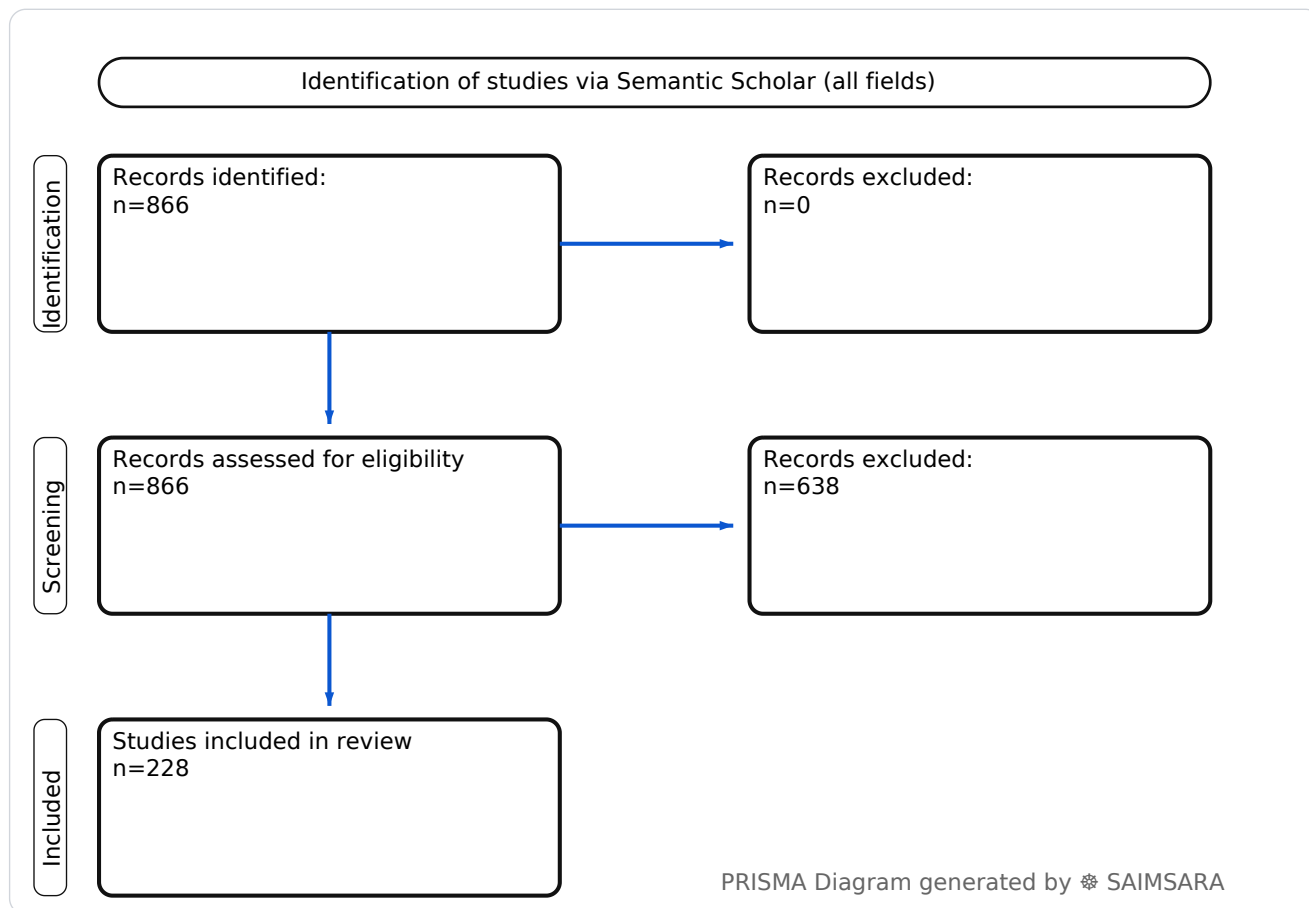 Identification of studies via Semantic Scholar (all fields)
Identification
Records identified:
n=866
Records excluded:
n=0
Screening
Records assessed for eligibility
n=866
Records excluded:
n=638
Included
Studies included in review
n=228
PRISMA Diagram generated by ☸ SAIMSARA